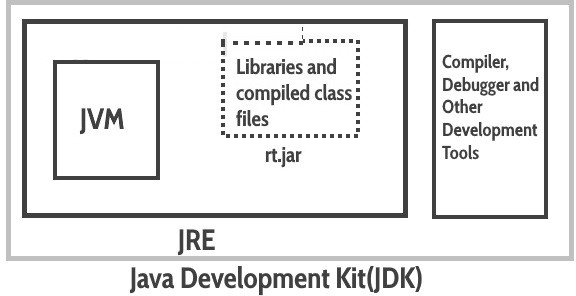 JVM
Libraries and
compiled class
files
rt.jar
Compiler,
Debugger and
Other
Development
Tools
JRE
Java Development Kit(JDK)